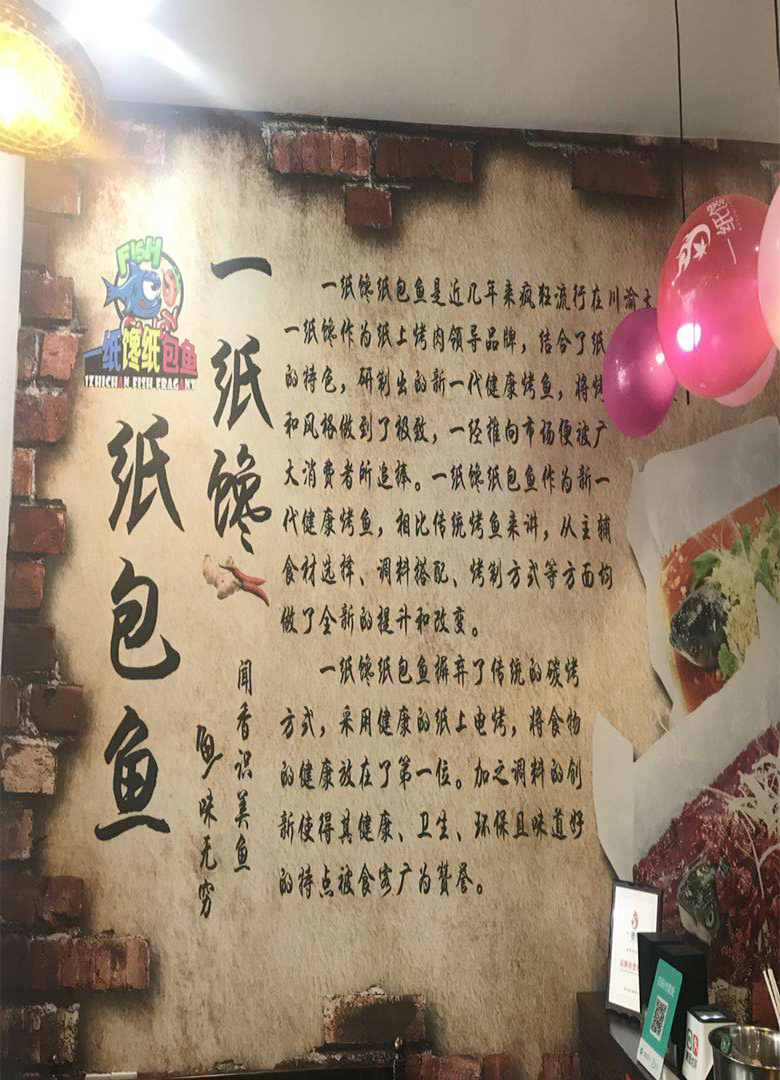 FISH
一纸馋纸包鱼
IZHICHAN FISH FRAGANT
一纸馋
纸包鱼
闻香识美鱼
鱼味无穷
一纸馋纸包鱼是近几年来疯狂流行在川渝大
一纸馋作为纸上烤肉领导品牌，结合了纸
的特色，研制出的新一代健康烤鱼，将烤
和风格做到了极致，一经推向市场便被广
大消费者所追捧。一纸馋纸包鱼作为新一
代健康烤鱼，相比传统烤鱼来讲，从主辅
食材选择、调料搭配、烤制方式等方面均
做了全新的提升和改变。
一纸馋纸包鱼摒弃了传统的碳烤
方式，采用健康的纸上电烤，将食物
的健康放在了第一位。加之调料的创
新使得其健康、卫生、环保且味道好
的特点被食客广为赞誉。
一纸馋